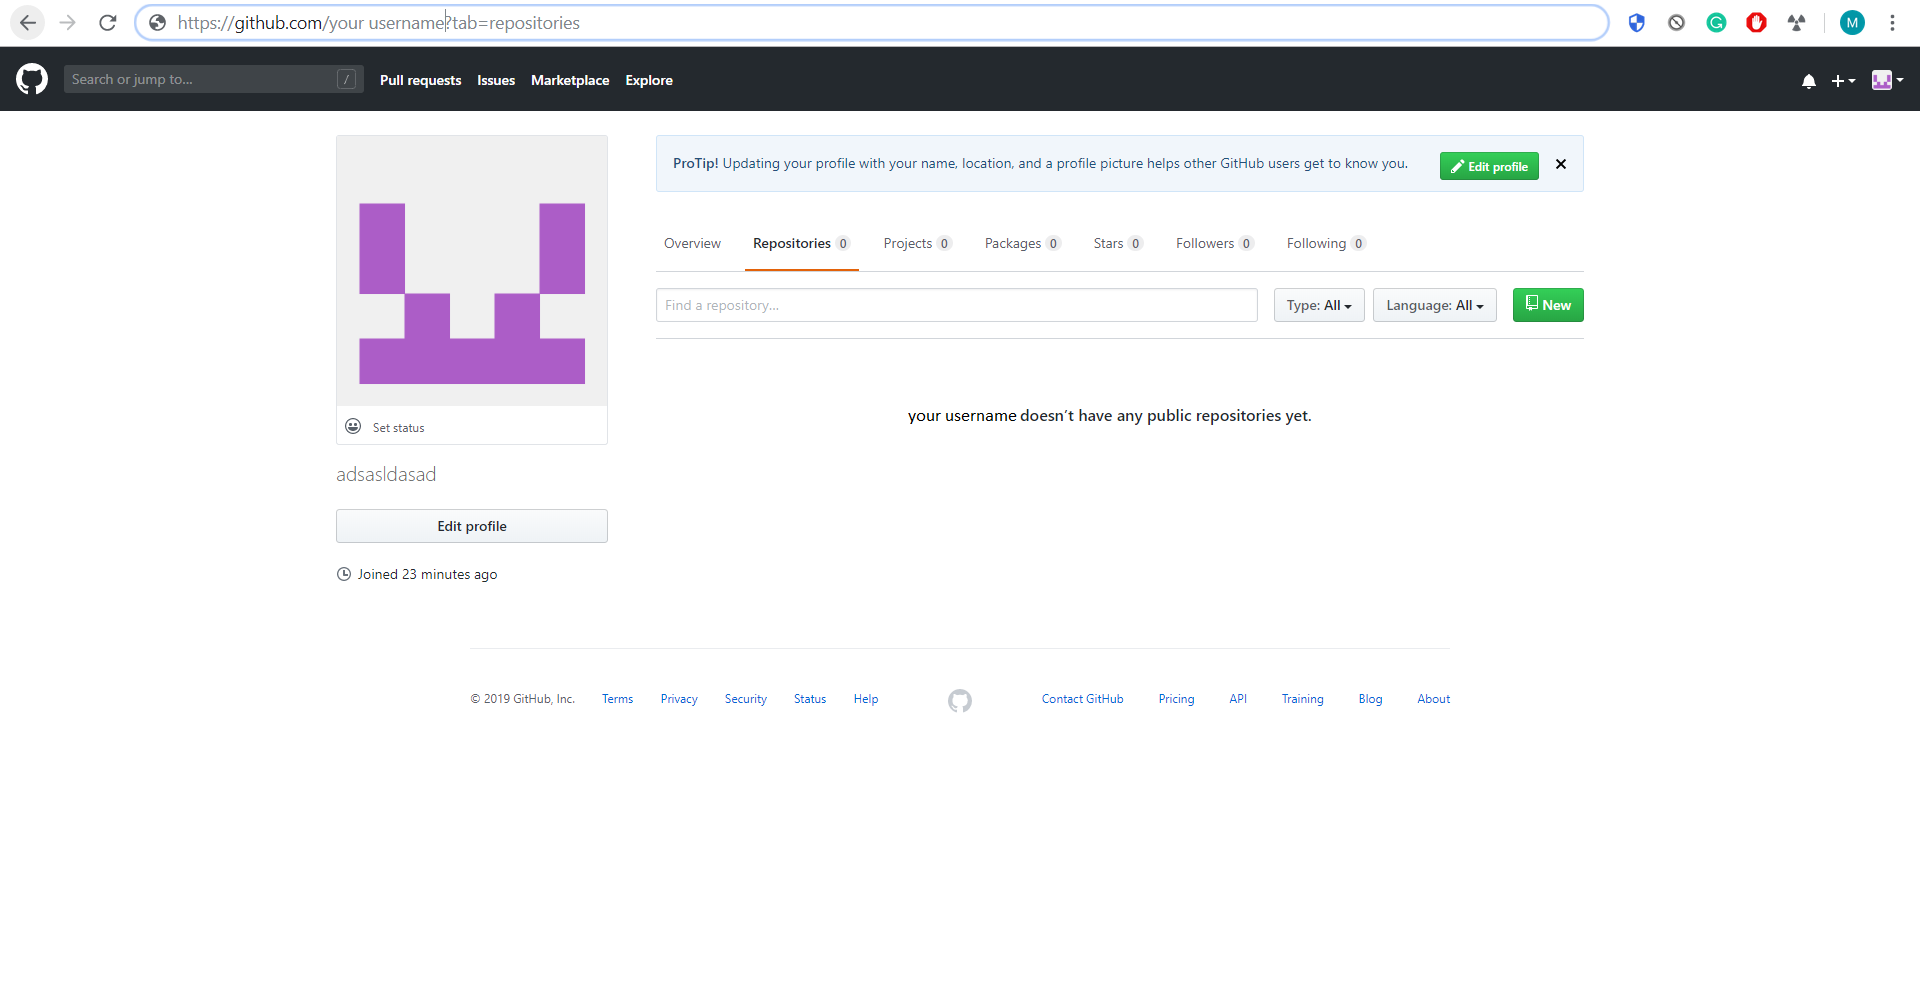 https://github.com/your username?tab=repositories
M
Search or jump to... /
Pull requests Issues Marketplace Explore
ProTip! Updating your profile with your name, location, and a profile picture helps other GitHub users get to know you.
Edit profile
Overview Repositories 0 Projects 0 Packages 0 Stars 0 Followers 0 Following 0
Find a repository... Type: All Language: All New
your username doesn't have any public repositories yet.
Set status
adsasldasad
Edit profile
Joined 23 minutes ago
© 2019 GitHub, Inc. Terms Privacy Security Status Help Contact GitHub Pricing API Training Blog About